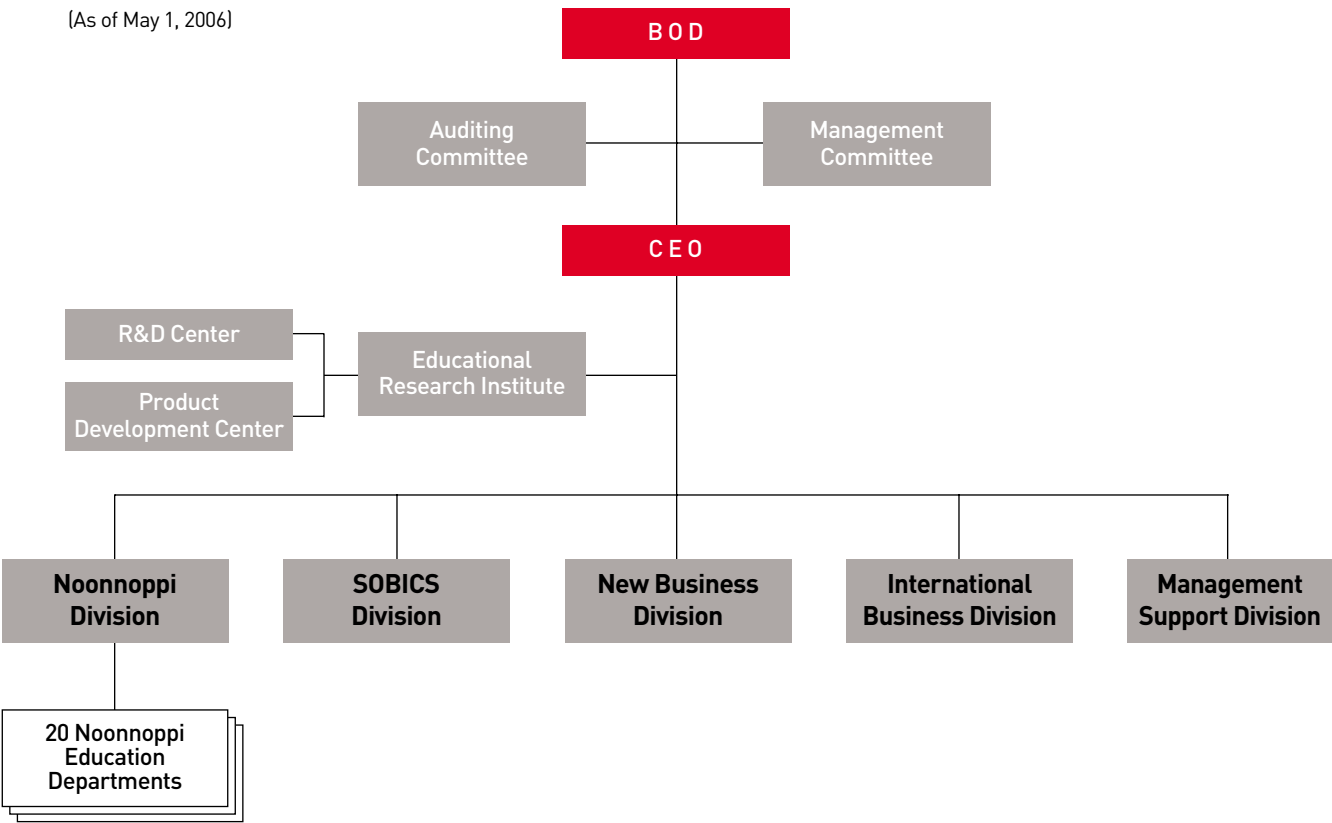 (As of May 1, 2006)
B O D
Auditing
Committee
Management
Committee
C E O
R&D Center
Educational
Research Institute
Product
Development Center
Noonnoppi
Division
SOBICS
Division
New Business
Division
International
Business Division
Management
Support Division
20 Noonnoppi
Education
Departments